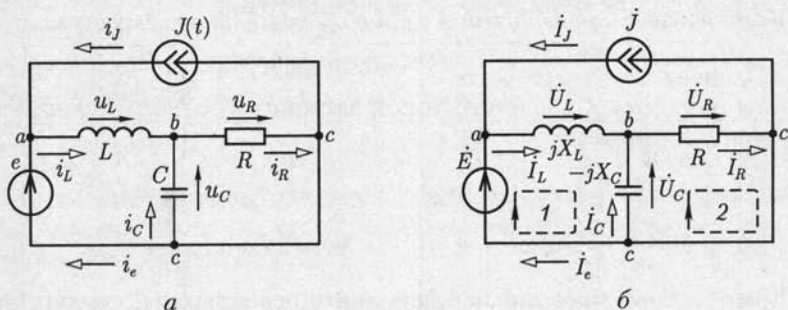 i_J
J(t)
u_L
u_R
a
b
c
L
R
e
i_L
C
i_R
u_C
i_C
c
i_e
а
İ_J
J̇
U̇_L
U̇_R
a
b
c
jX_L
R
Ė
İ_L
-jX_C
İ_R
U̇_C
1
İ_C
2
c
İ_e
б